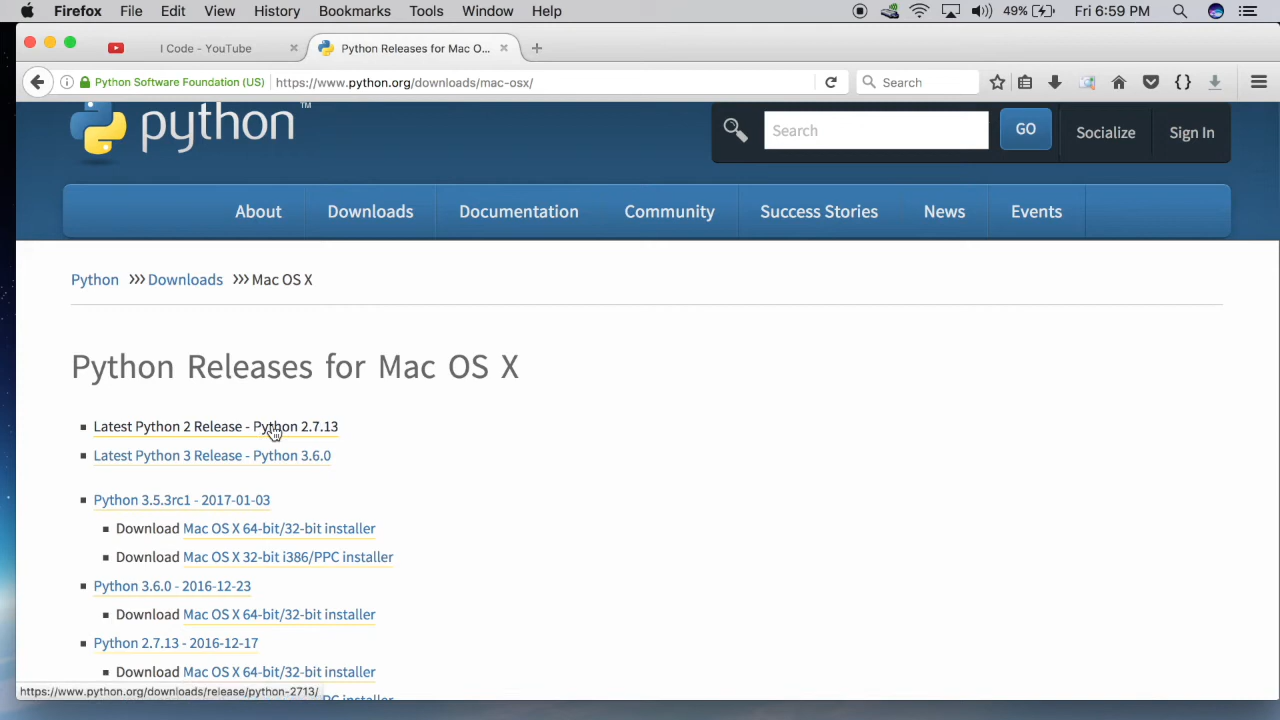 Firefox File Edit View History Bookmarks Tools Window Help 49% Fri 6:59 PM
I Code - YouTube Python Releases for Mac O...
Python Software Foundation (US) https://www.python.org/downloads/mac-osx/ Search
python™ Search GO Socialize Sign In
About Downloads Documentation Community Success Stories News Events
Python Downloads Mac OS X
Python Releases for Mac OS X
Latest Python 2 Release - Python 2.7.13
Latest Python 3 Release - Python 3.6.0
Python 3.5.3rc1 - 2017-01-03
Download Mac OS X 64-bit/32-bit installer
Download Mac OS X 32-bit i386/PPC installer
Python 3.6.0 - 2016-12-23
Download Mac OS X 64-bit/32-bit installer
Python 2.7.13 - 2016-12-17
Download Mac OS X 64-bit/32-bit installer
https://www.python.org/downloads/release/python-2713/ PC installer